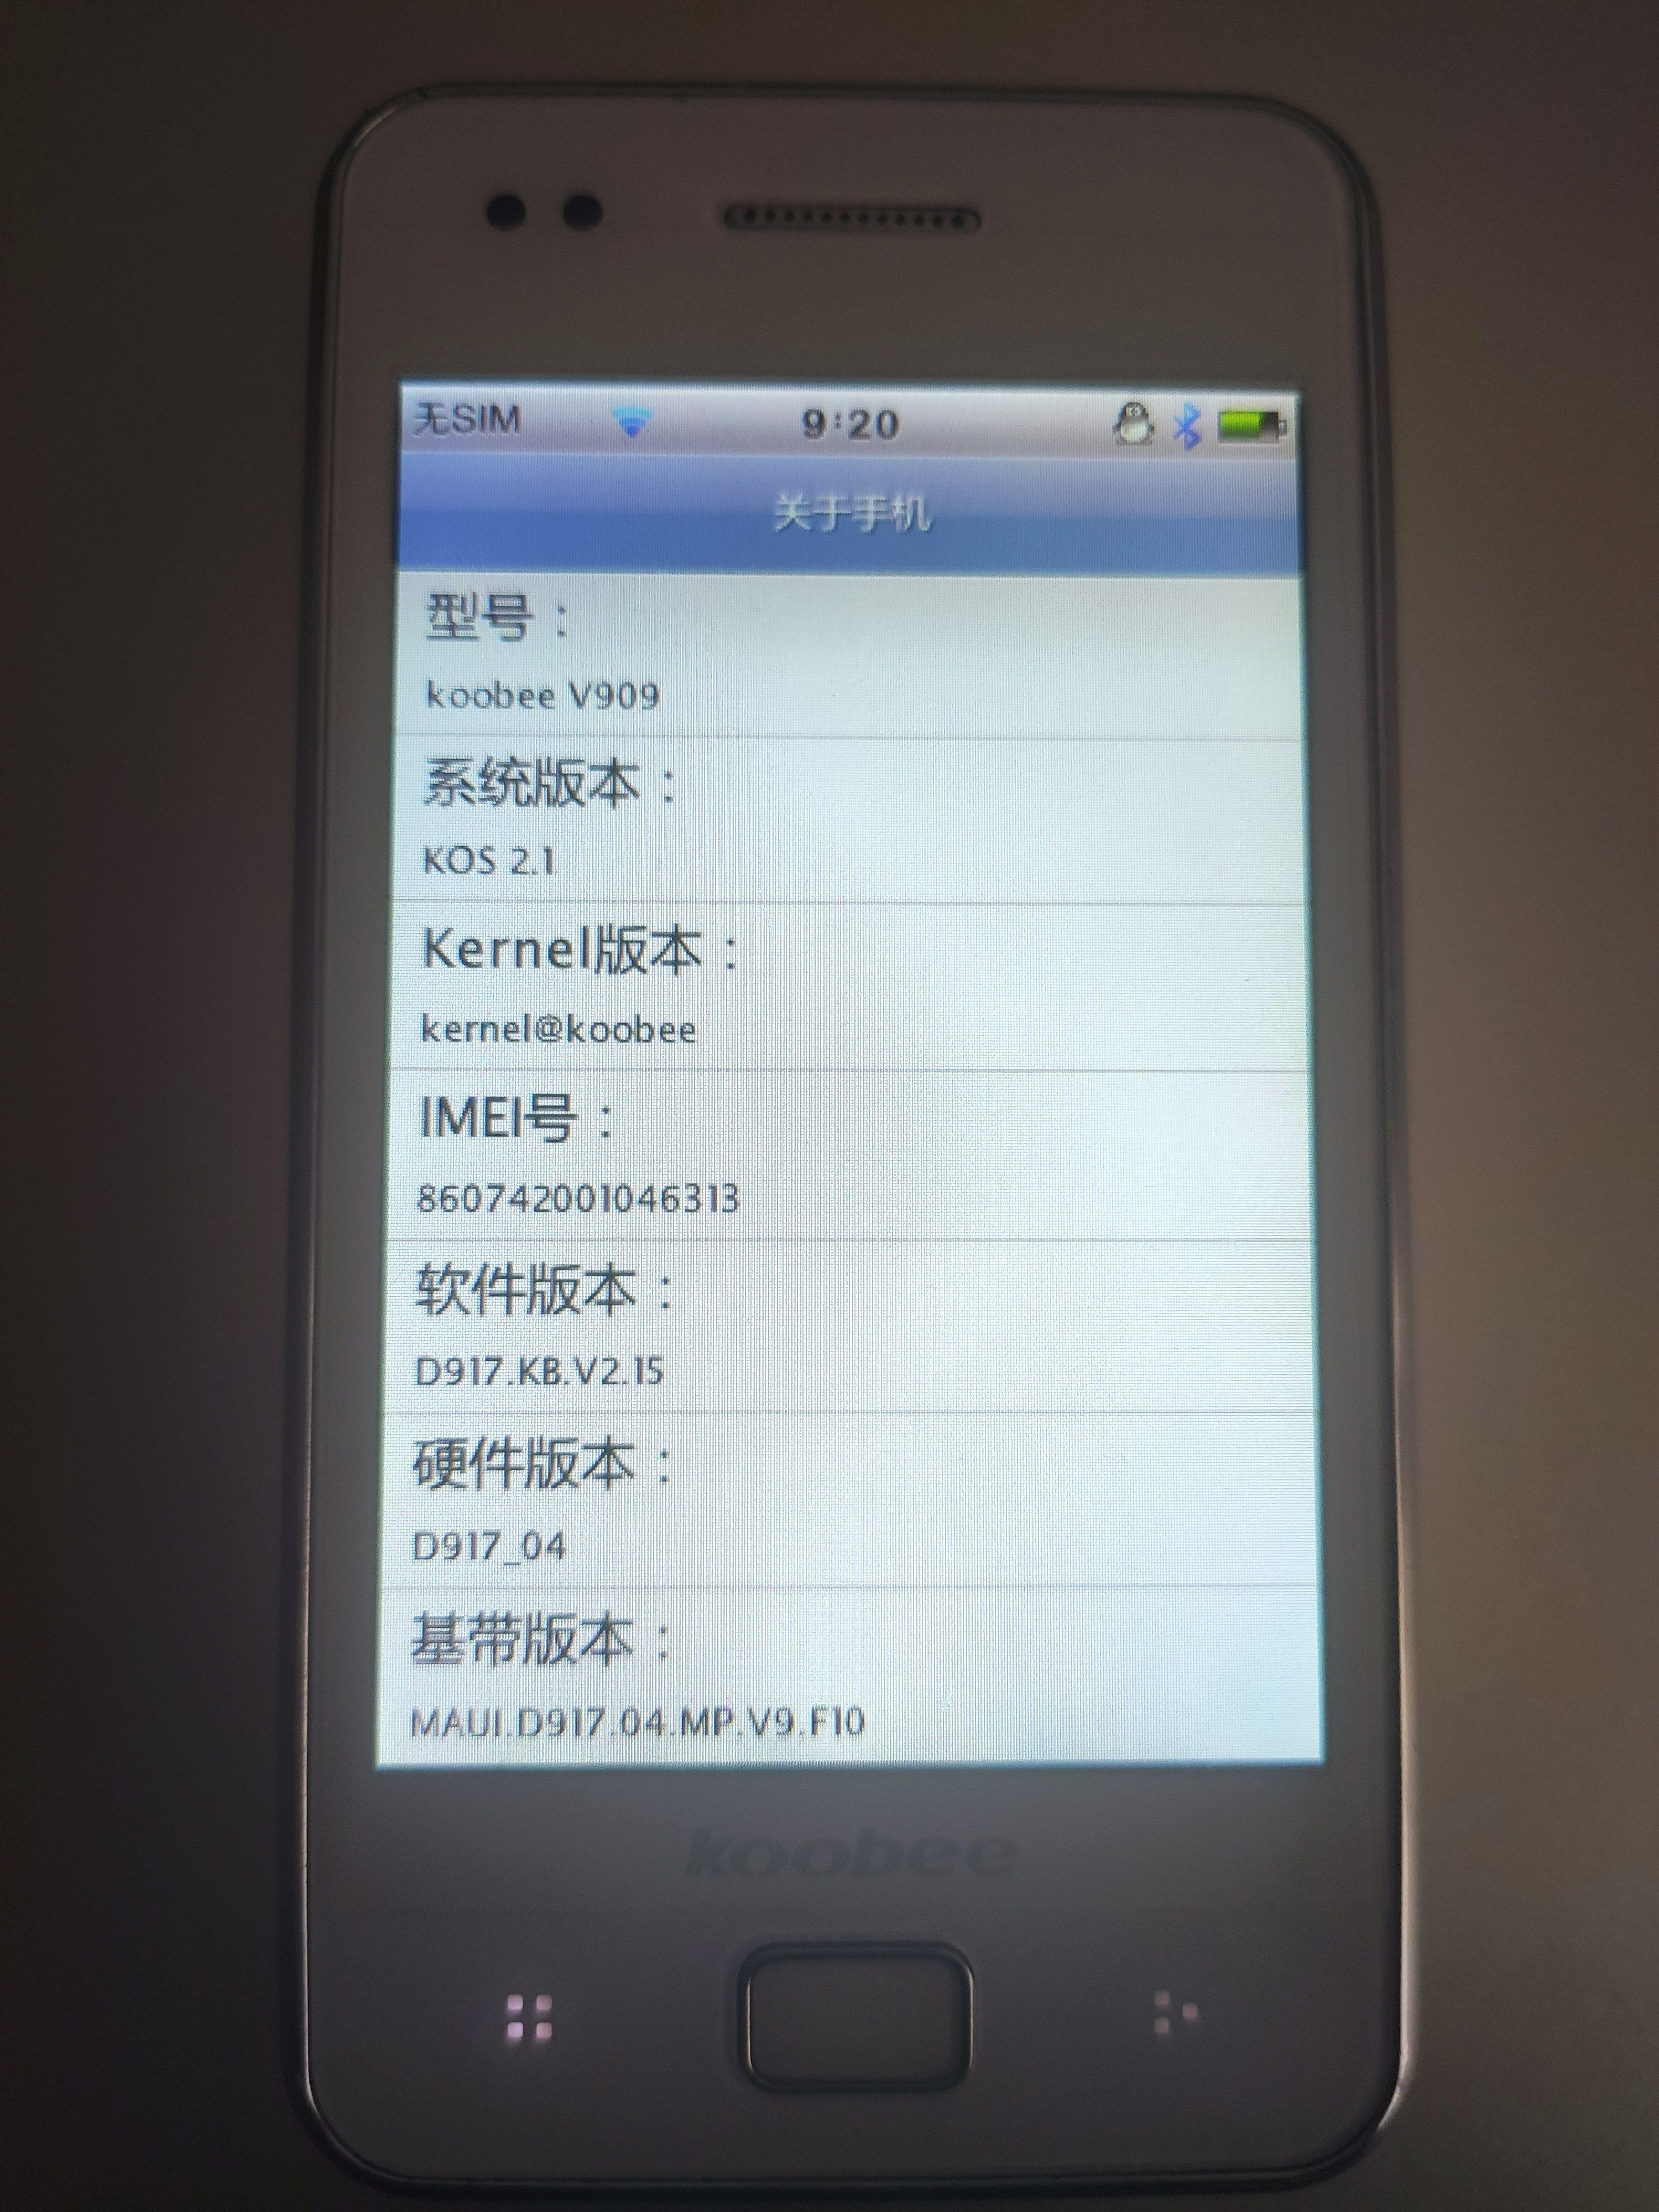 无SIM 9:20
关于手机
型号：
koobee V909
系统版本：
KOS 2.1
Kernel版本：
kernel@koobee
IMEI号：
860742001046313
软件版本：
D917.KB.V2.15
硬件版本：
D917_04
基带版本：
MAUI.D917.04.MP.V9.F10
koobee